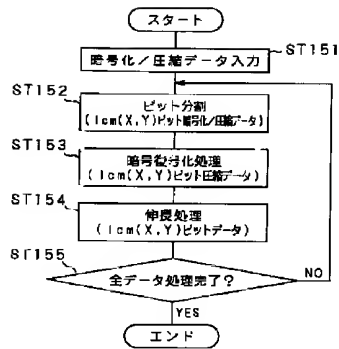 スタート
ST151
暗号化/圧縮データ入力
ST152
ビット分割
(lcm(X,Y)ビット暗号化/圧縮データ)
ST153
暗号復号化処理
(lcm(X,Y)ビット圧縮データ)
ST154
伸長処理
(lcm(X,Y)ビットデータ)
ST155
全データ処理完了?
NO
YES
エンド